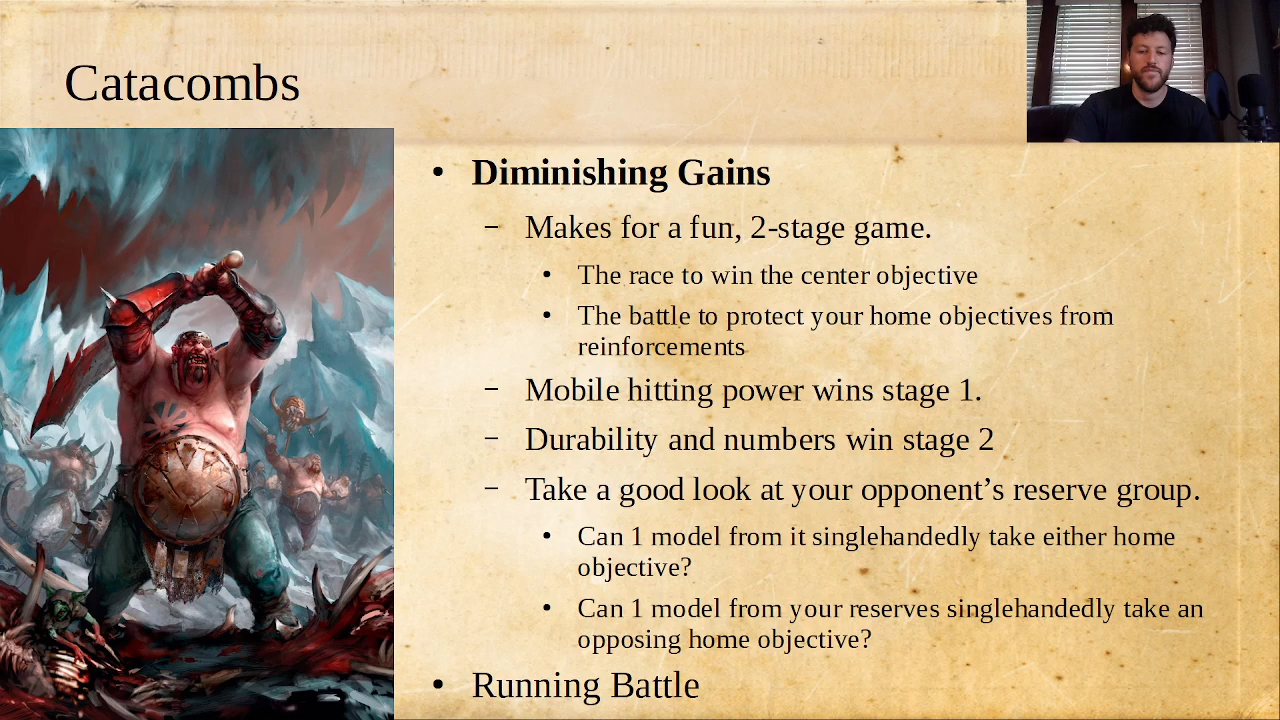 Catacombs
• Diminishing Gains
– Makes for a fun, 2-stage game.
• The race to win the center objective
• The battle to protect your home objectives from
reinforcements
– Mobile hitting power wins stage 1.
– Durability and numbers win stage 2
– Take a good look at your opponent’s reserve group.
• Can 1 model from it singlehandedly take either home
objective?
• Can 1 model from your reserves singlehandedly take an
opposing home objective?
• Running Battle